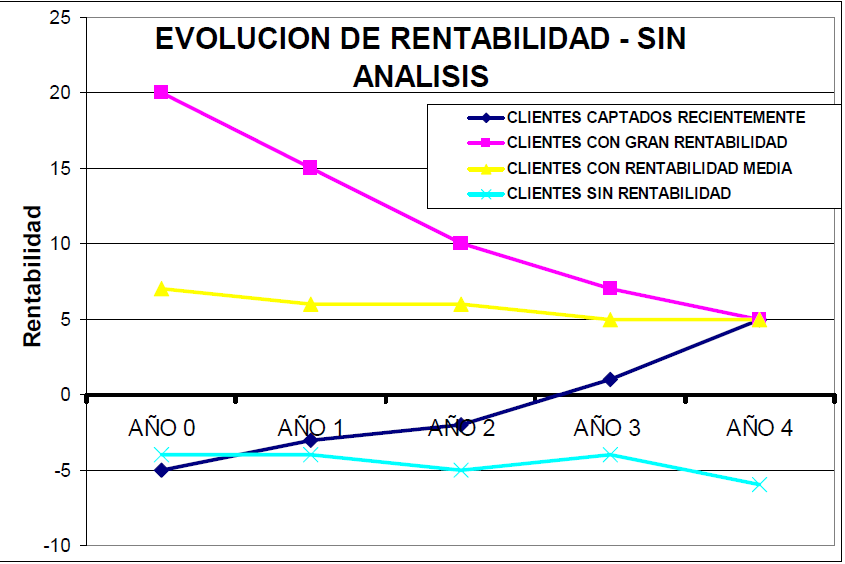 EVOLUCION DE RENTABILIDAD - SIN
ANALISIS
CLIENTES CAPTADOS RECIENTEMENTE
CLIENTES CON GRAN RENTABILIDAD
CLIENTES CON RENTABILIDAD MEDIA
CLIENTES SIN RENTABILIDAD
Rentabilidad
25
20
15
10
5
0
-5
-10
AÑO 0 AÑO 1 AÑO 2 AÑO 3 AÑO 4